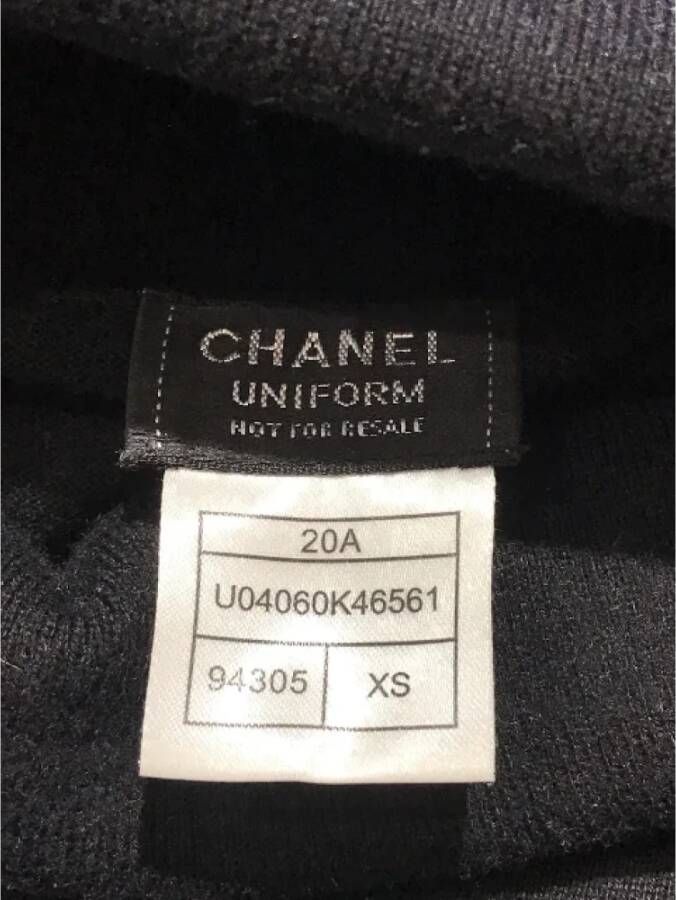 CHANEL
UNIFORM
NOT FOR RESALE
20A
U04060K46561
94305 XS